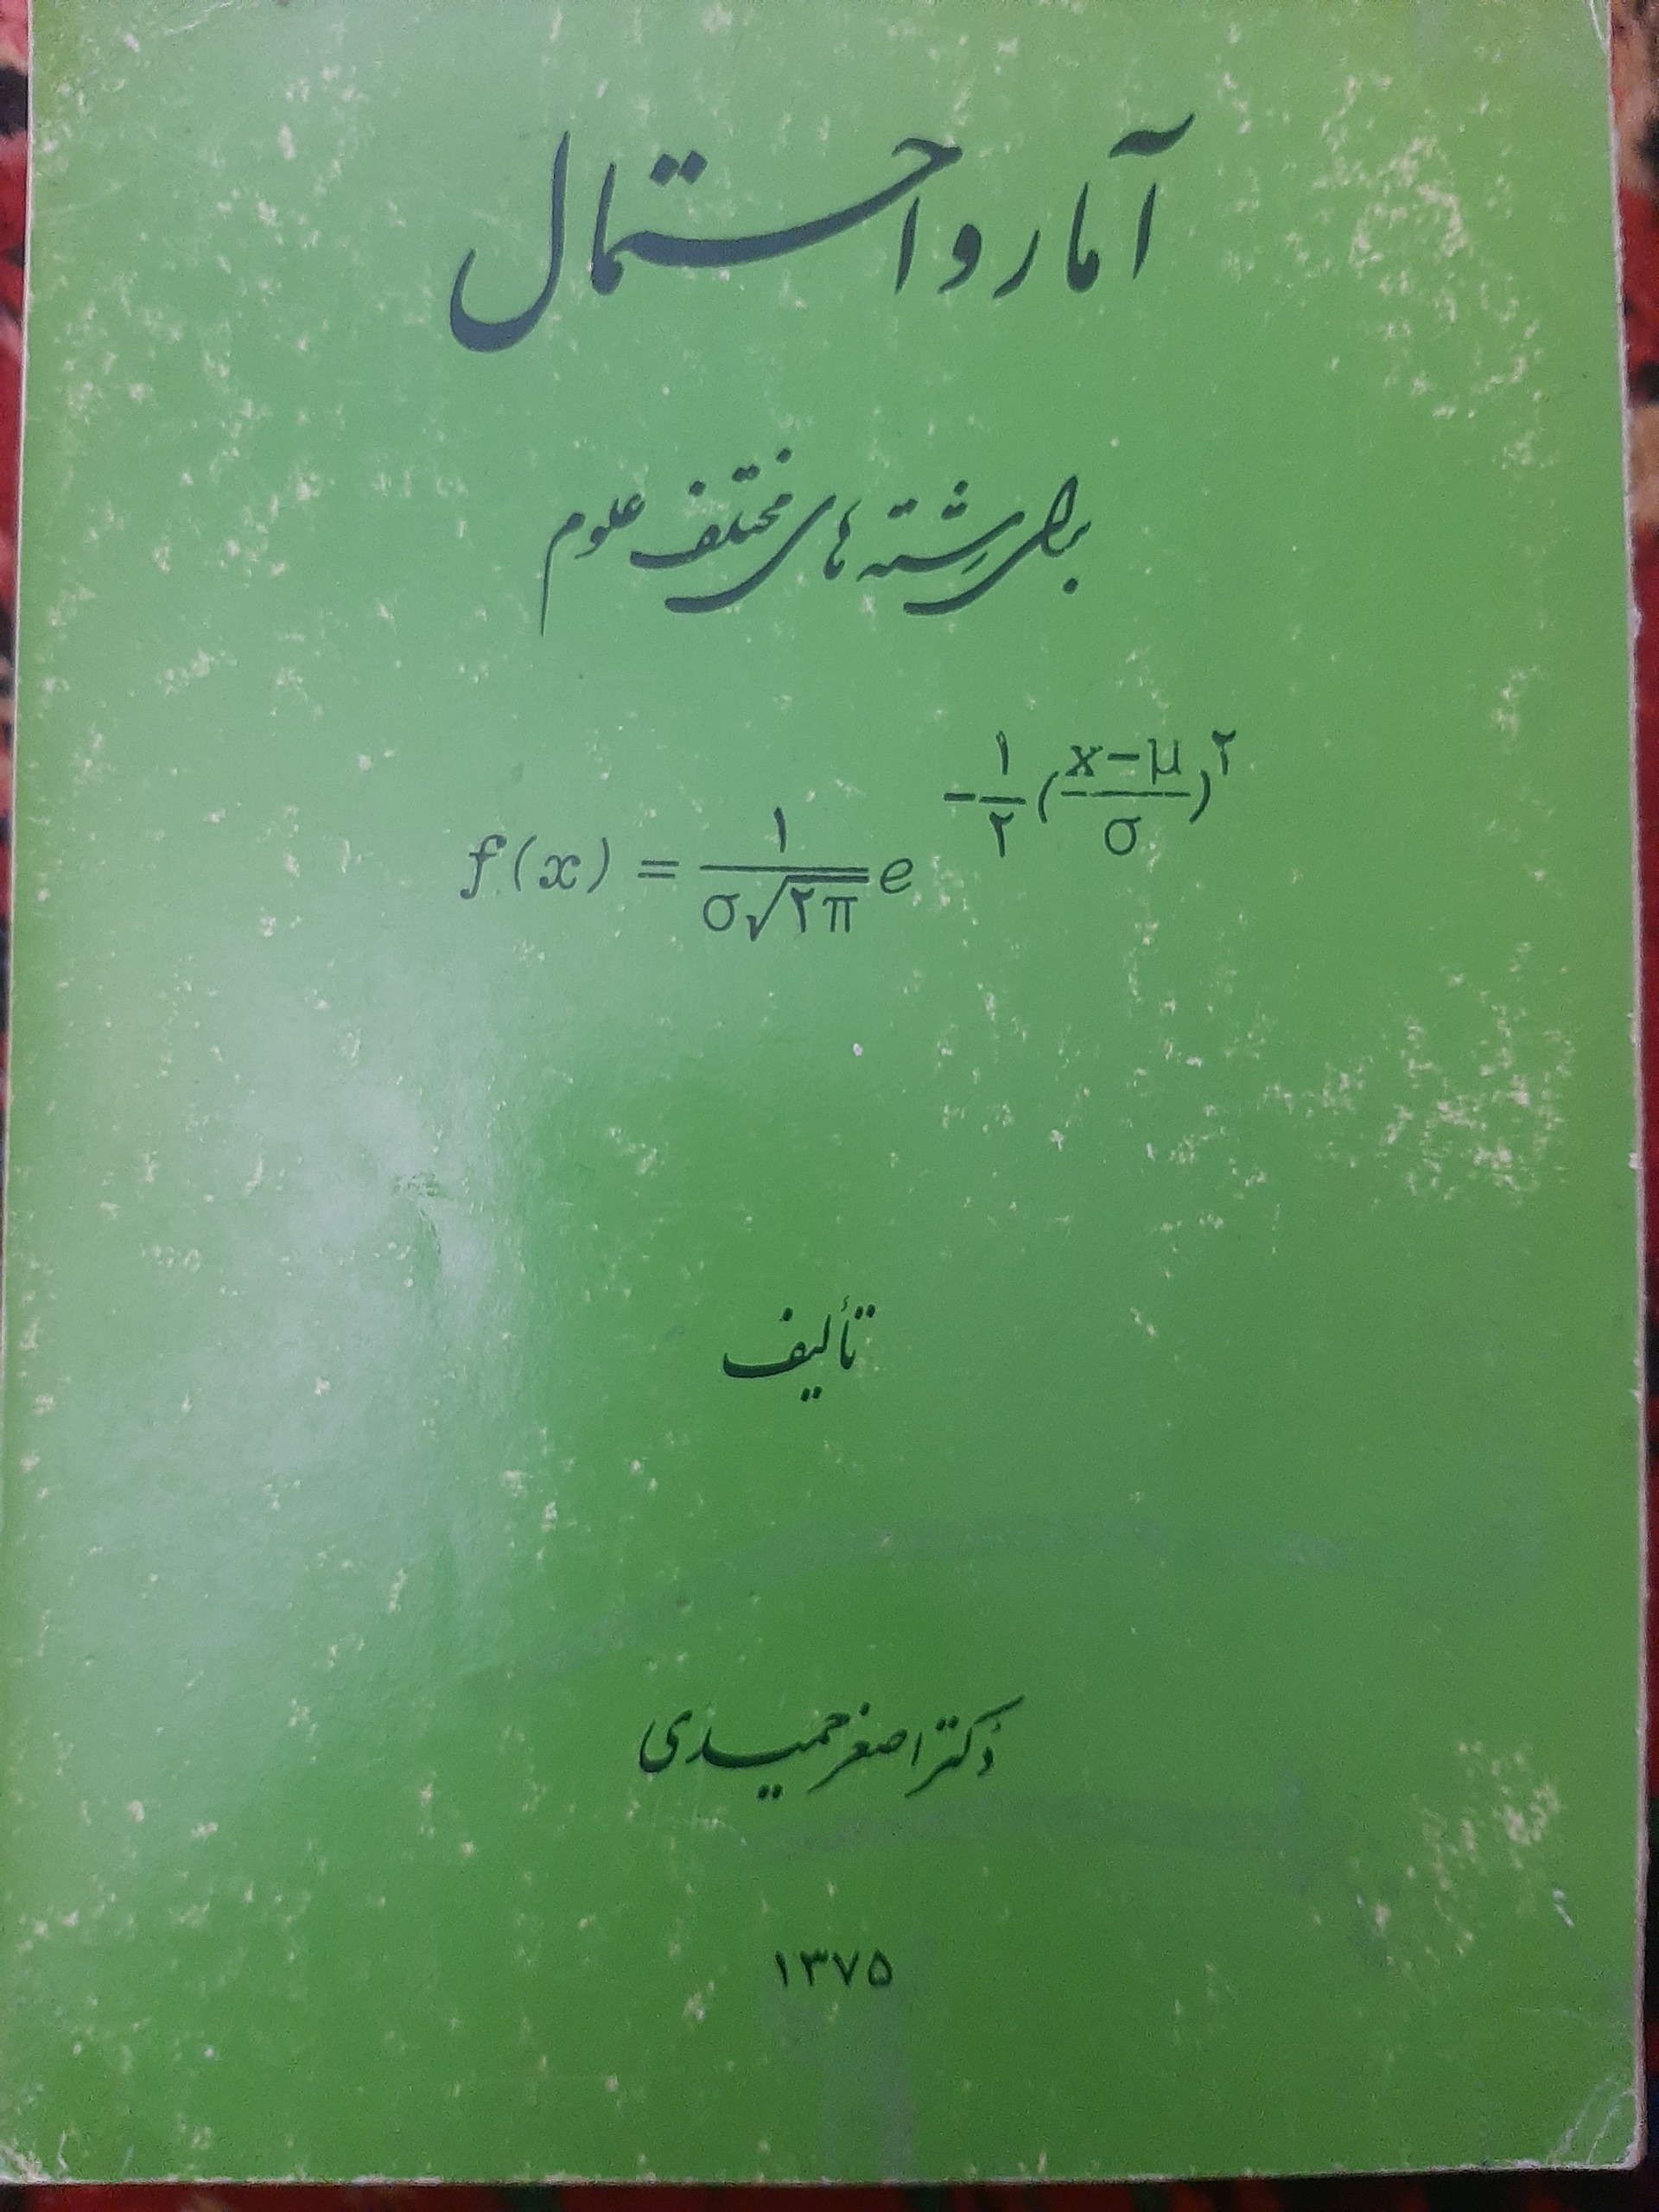 آمار و احتمال
برای رشته های مختلف علوم
f(x) = ۱/(σ√۲π) e^(-۱/۲((x-μ)/σ)^۲)
تألیف
دکتر اصغر حمیدی
۱۳۷۵